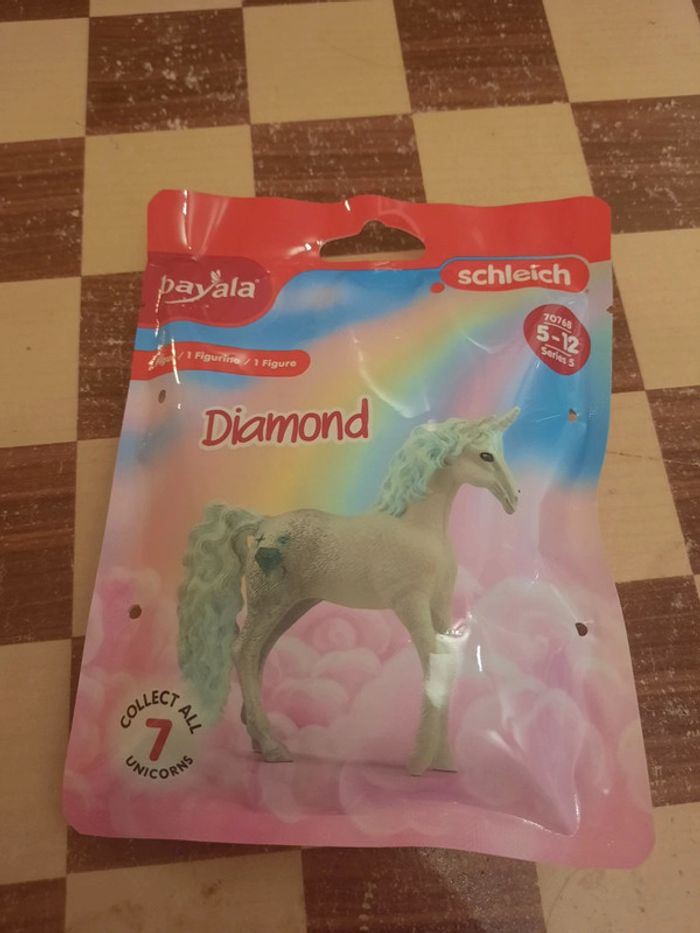 bayala
schleich
70768
5-12
Series 5
/ 1 Figurine / 1 Figure
Diamond
COLLECT ALL
7
UNICORNS